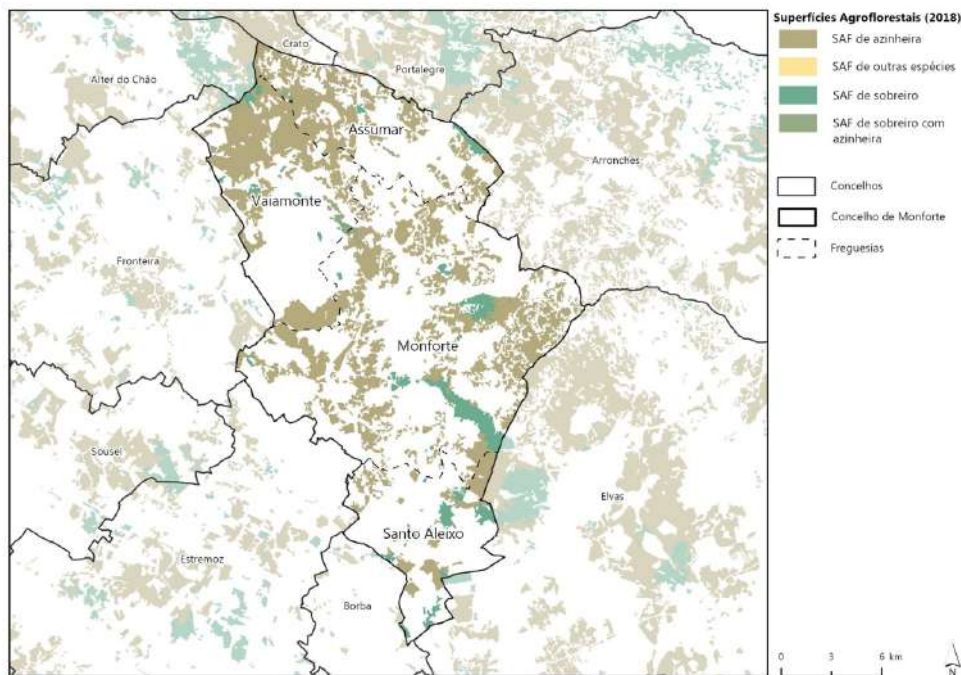 Superfícies Agroflorestais (2018)
SAF de azinheira
SAF de outras espécies
SAF de sobreiro
SAF de sobreiro com
azinheira
Concelhos
Concelho de Monforte
Freguesias
Crato
Alter do Chão
Portalegre
Assumar
Arronches
Vaiamonte
Fronteira
Monforte
Sousel
Elvas
Santo Aleixo
Estremoz
Borba
0 3 6 km
N